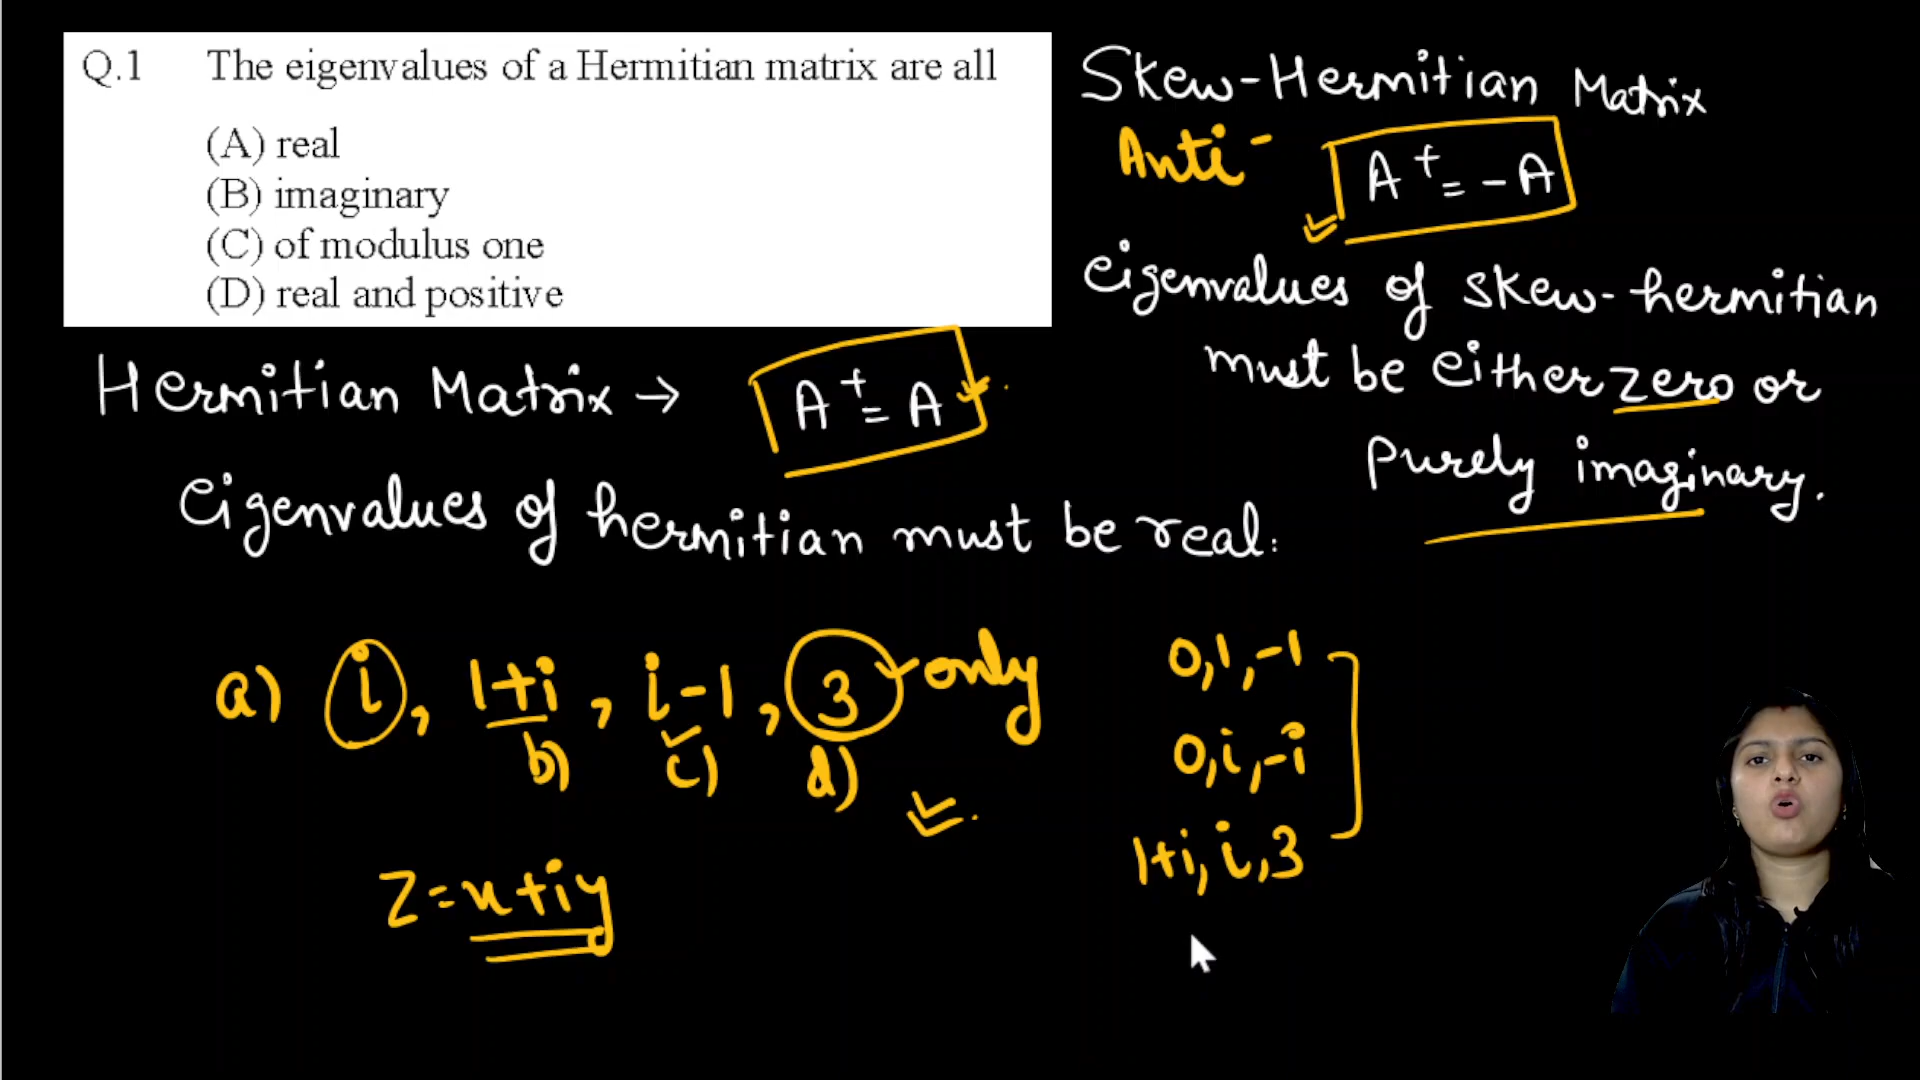 Q.1 The eigenvalues of a Hermitian matrix are all
(A) real
(B) imaginary
(C) of modulus one
(D) real and positive
Hermitian Matrix → A† = A
Eigenvalues of hermitian must be real.
Skew-Hermitian Matrix
Anti -
A† = -A
Eigenvalues of skew-hermitian
must be either zero or
purely imaginary.
a) i, 1+i, i-1, 3 only
b) c) d)
z = x+iy
0, 1, -1
0, i, -i
1+i, i, 3